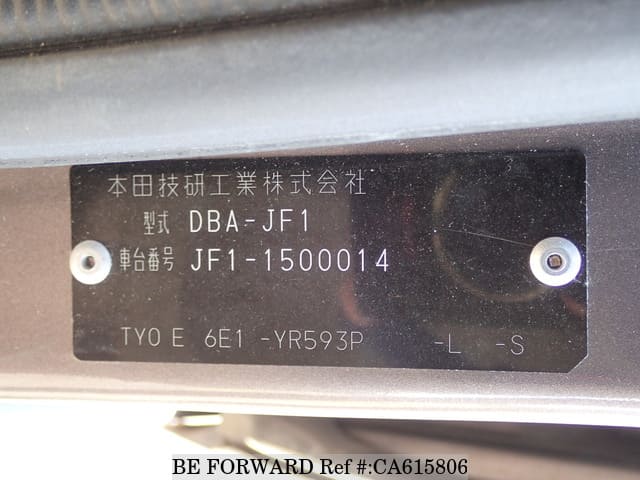 本田技研工業株式会社
型式 DBA-JF1
車台番号 JF1-1500014
TYO E 6E1 -YR593P -L -S
BE FORWARD Ref #:CA615806